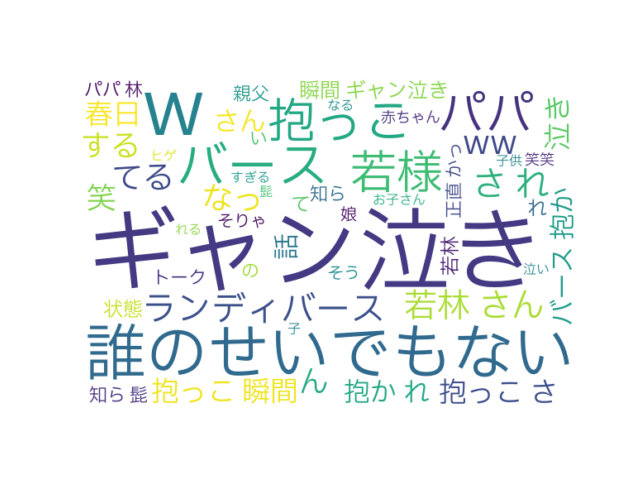 パパ 林
親父
瞬間 ギャン泣き
なる
赤ちゃん
春日
さん
w
抱っこ
パパ
泣き
する
い
ww
ヒゲ
バース
若様
かっ
正直
子供
笑笑
てる
すぎる
され
笑
なっ
髭
知ら
て
お子さん
れ
抱か
バース
そりゃ
娘
れる
ギャン泣き
話
若林
トーク
の
そう
泣い
状態
ランディバース
若林 さん
誰のせいでもない
子
知ら 髭
抱っこ 瞬間
ん
抱か れ
抱っこ さ